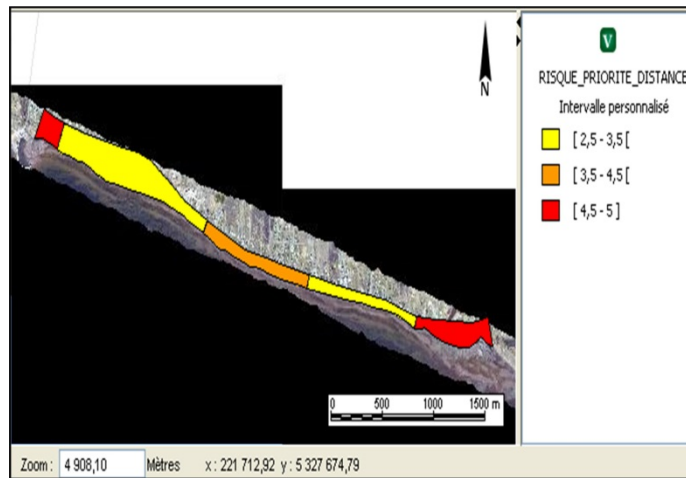 N
V
RISQUE_PRIORITE_DISTANCE
Intervalle personnalisé
[ 2,5 - 3,5 [
[ 3,5 - 4,5 [
[ 4,5 - 5 ]
0 500 1000 1500 m
Zoom : 4 908,10 Mètres x : 221 712,92 y : 5 327 674,79